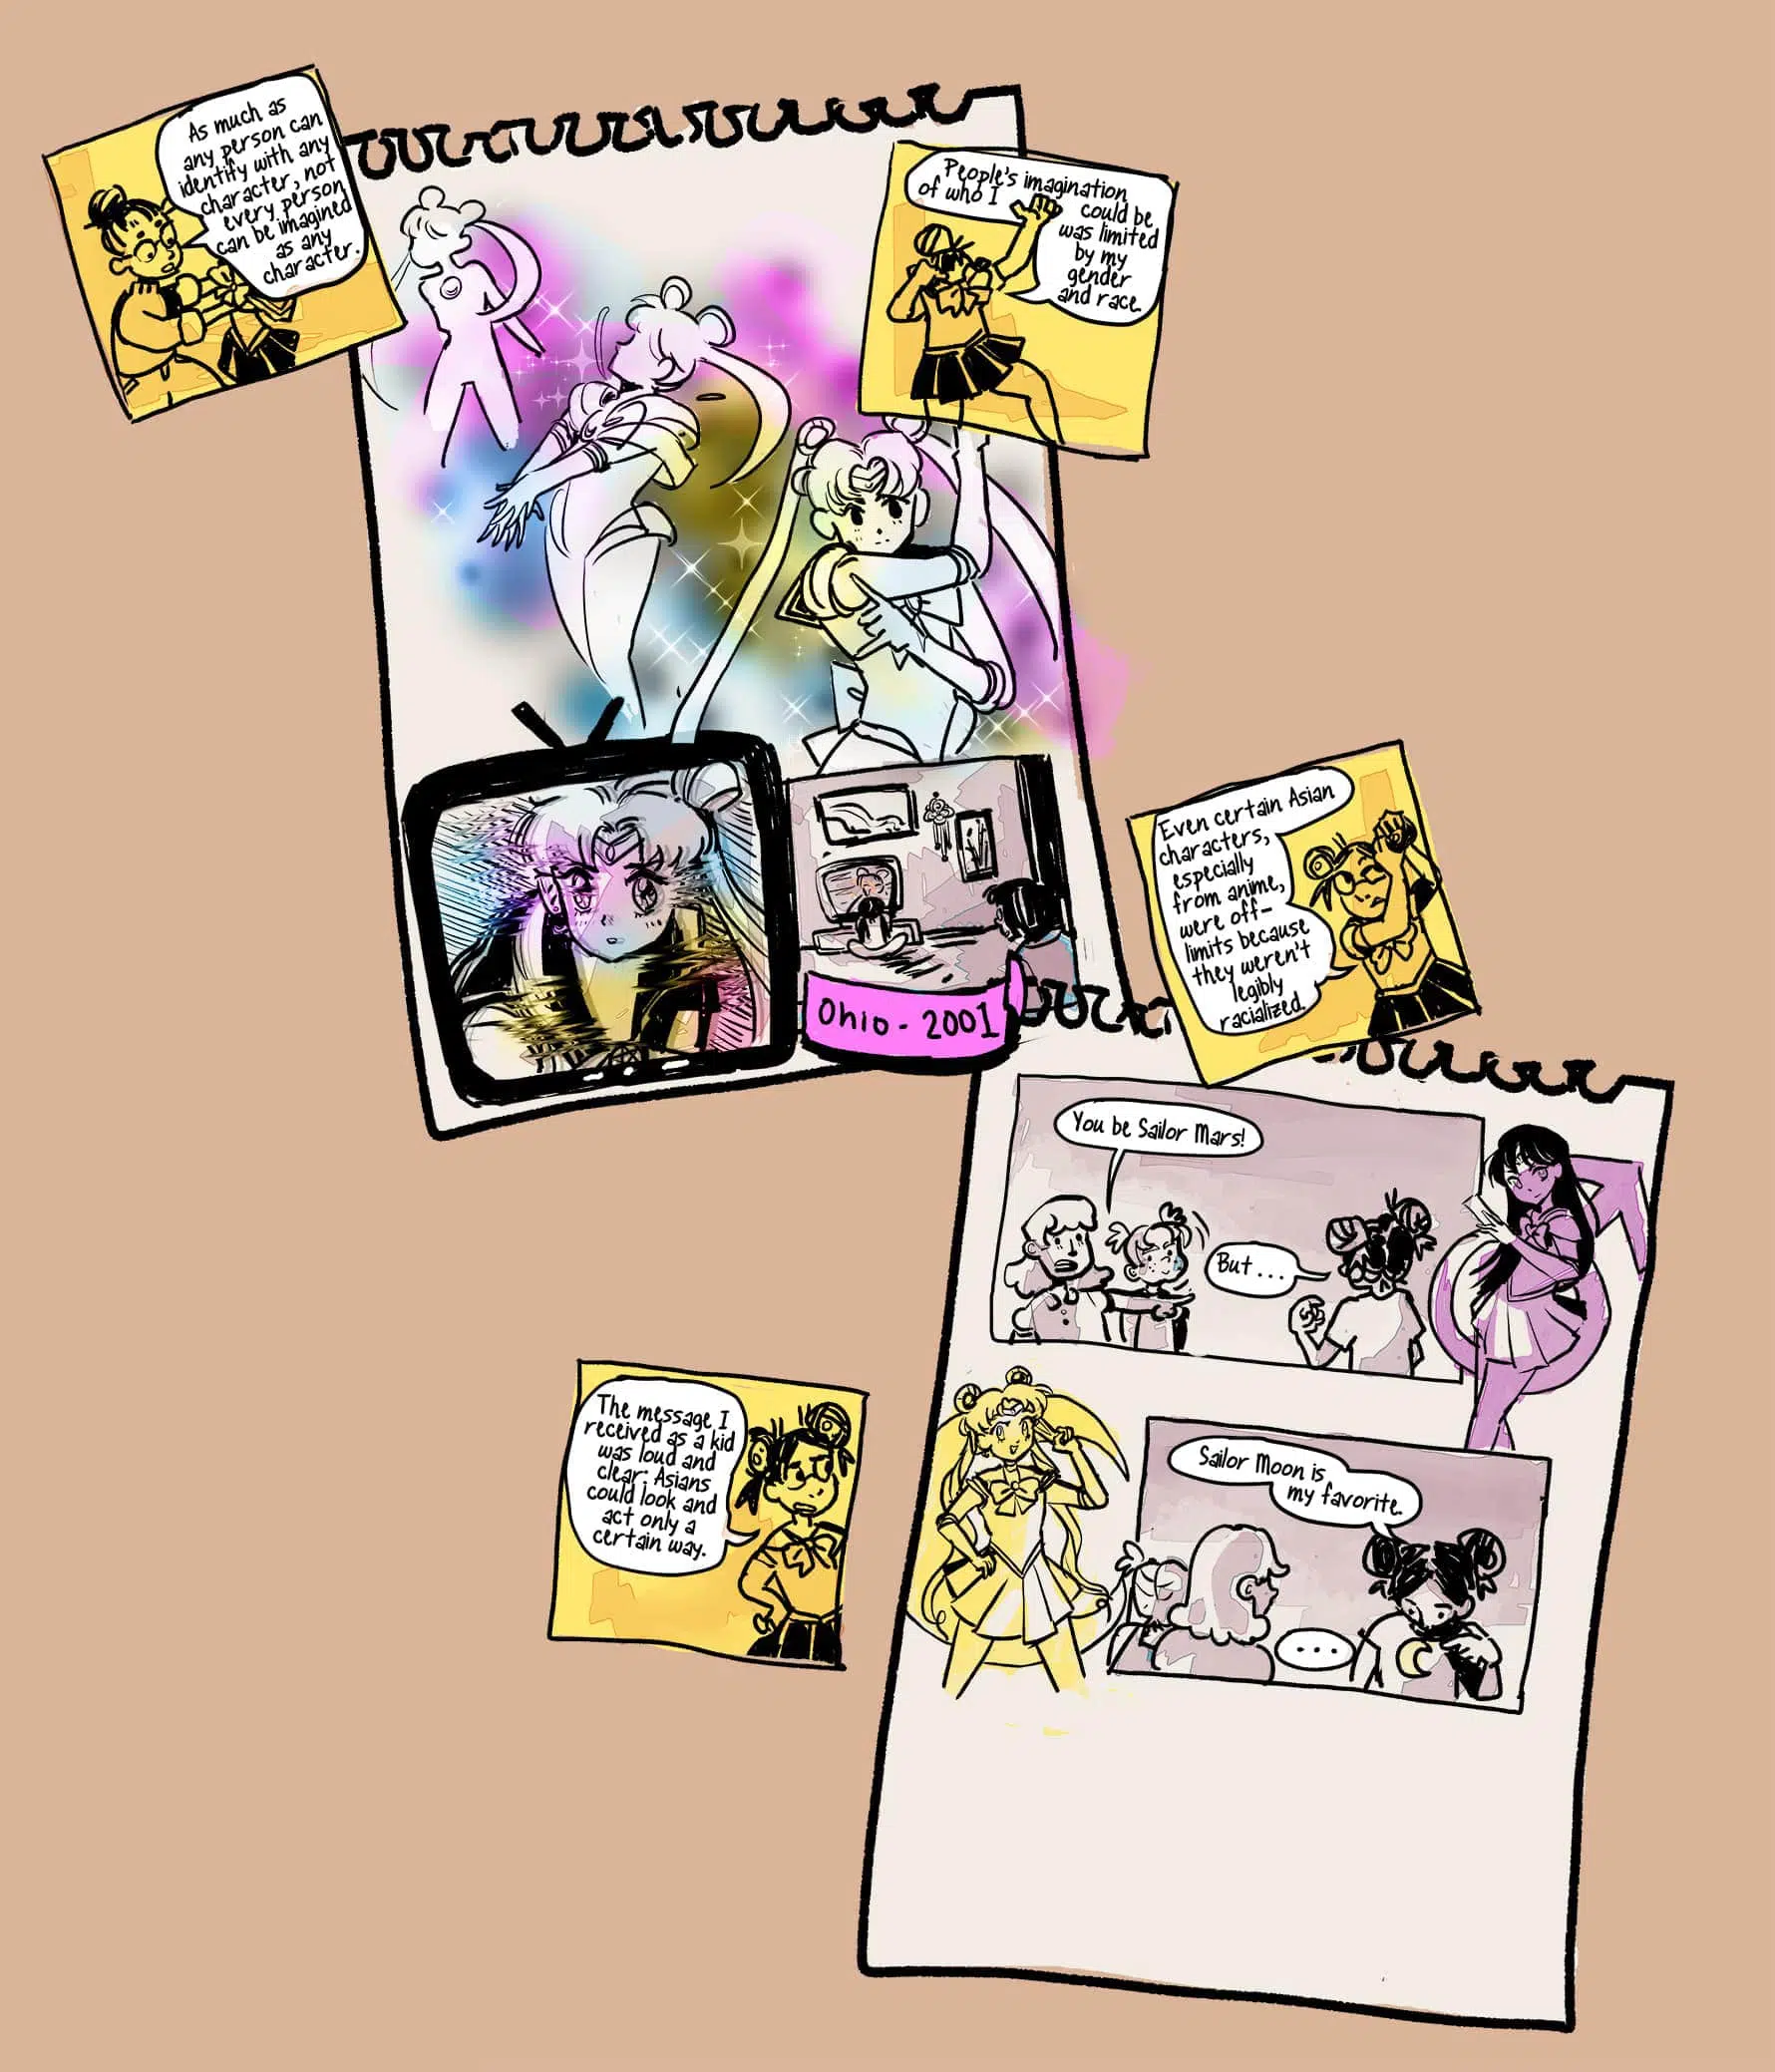 As much as
any person can
identify with any
character, not
every person
can be imagined
as any
character.
People's imagination
of who I could be
was limited
by my
gender
and race.
Ohio - 2001
Even certain Asian
characters,
especially
from anime,
were off-
limits because
they weren't
legibly
racialized.
You be Sailor Mars!
But...
The message I
received as a kid
was loud and
clear: Asians
could look and
act only a
certain way.
Sailor Moon is
my favorite.
...